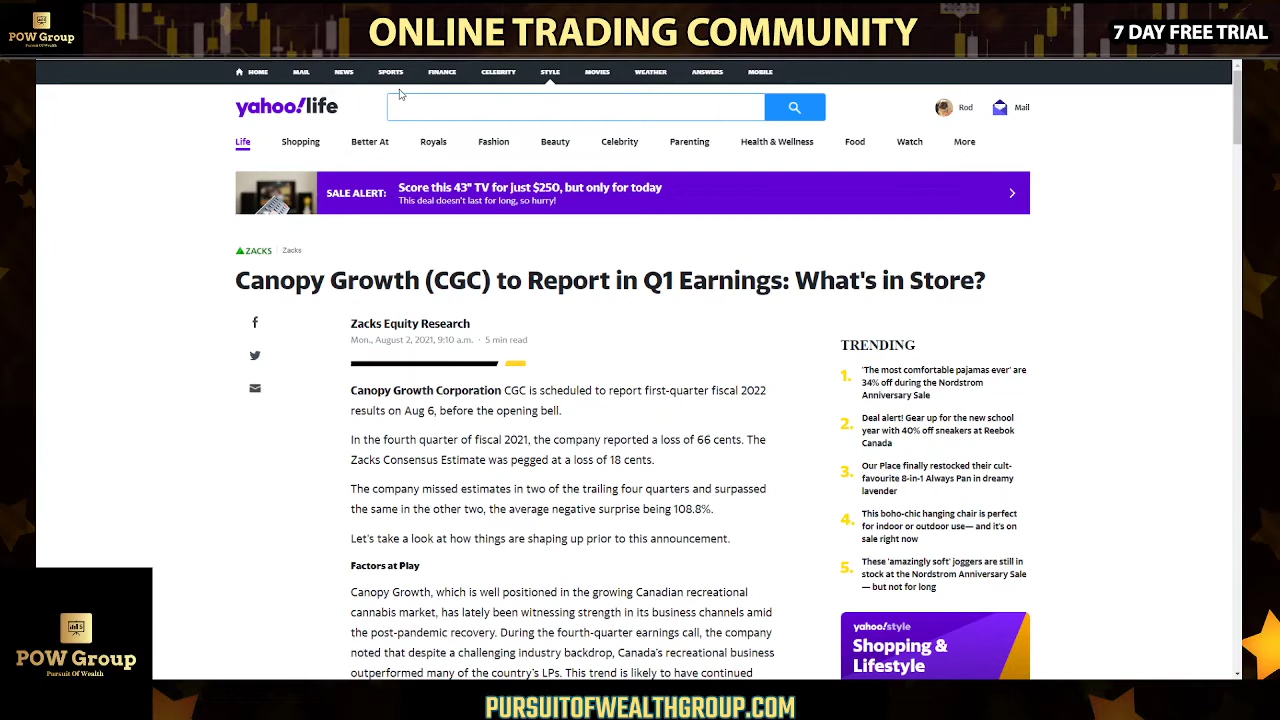 POW Group
Pursuit Of Wealth
ONLINE TRADING COMMUNITY
7 DAY FREE TRIAL
HOME MAIL NEWS SPORTS FINANCE CELEBRITY STYLE MOVIES WEATHER ANSWERS MOBILE
yahoo!life
Rod Mail
Life Shopping Better At Royals Fashion Beauty Celebrity Parenting Health & Wellness Food Watch More
SALE ALERT: Score this 43" TV for just $250, but only for today
This deal doesn't last for long, so hurry!
ZACKS Zacks
Canopy Growth (CGC) to Report in Q1 Earnings: What's in Store?
Zacks Equity Research
Mon., August 2, 2021, 9:10 a.m. · 5 min read
Canopy Growth Corporation CGC is scheduled to report first-quarter fiscal 2022
results on Aug 6, before the opening bell.
In the fourth quarter of fiscal 2021, the company reported a loss of 66 cents. The
Zacks Consensus Estimate was pegged at a loss of 18 cents.
The company missed estimates in two of the trailing four quarters and surpassed
the same in the other two, the average negative surprise being 108.8%.
Let's take a look at how things are shaping up prior to this announcement.
Factors at Play
Canopy Growth, which is well positioned in the growing Canadian recreational
cannabis market, has lately been witnessing strength in its business channels amid
the post-pandemic recovery. During the fourth-quarter earnings call, the company
noted that despite a challenging industry backdrop, Canada's recreational business
outperformed many of the country's LPs. This trend is likely to have continued
TRENDING
1. 'The most comfortable pajamas ever' are
34% off during the Nordstrom
Anniversary Sale
2. Deal alert! Gear up for the new school
year with 40% off sneakers at Reebok
Canada
3. Our Place finally restocked their cult-
favourite 8-in-1 Always Pan in dreamy
lavender
4. This boho-chic hanging chair is perfect
for indoor or outdoor use— and it's on
sale right now
5. These 'amazingly soft' joggers are still in
stock at the Nordstrom Anniversary Sale
— but not for long
yahoo!style
Shopping &
Lifestyle
POW Group
Pursuit Of Wealth
PURSUITOFWEALTHGROUP.COM